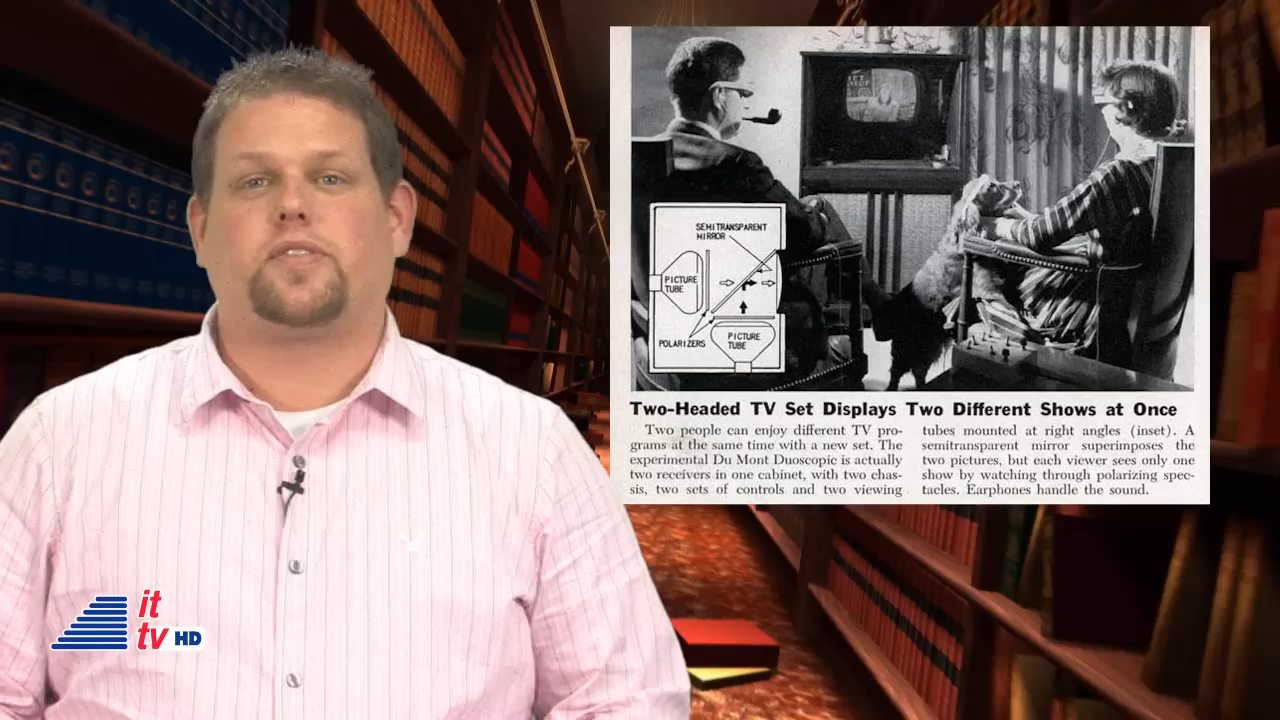 SEMITRANSPARENT
MIRROR
PICTURE
TUBE
POLARIZERS
PICTURE
TUBE
Two-Headed TV Set Displays Two Different Shows at Once
Two people can enjoy different TV pro-
grams at the same time with a new set. The
experimental Du Mont Duoscopic is actually
two receivers in one cabinet, with two chas-
sis, two sets of controls and two viewing
tubes mounted at right angles (inset). A
semitransparent mirror superimposes the
two pictures, but each viewer sees only one
show by watching through polarizing spec-
tacles. Earphones handle the sound.
it
tv HD